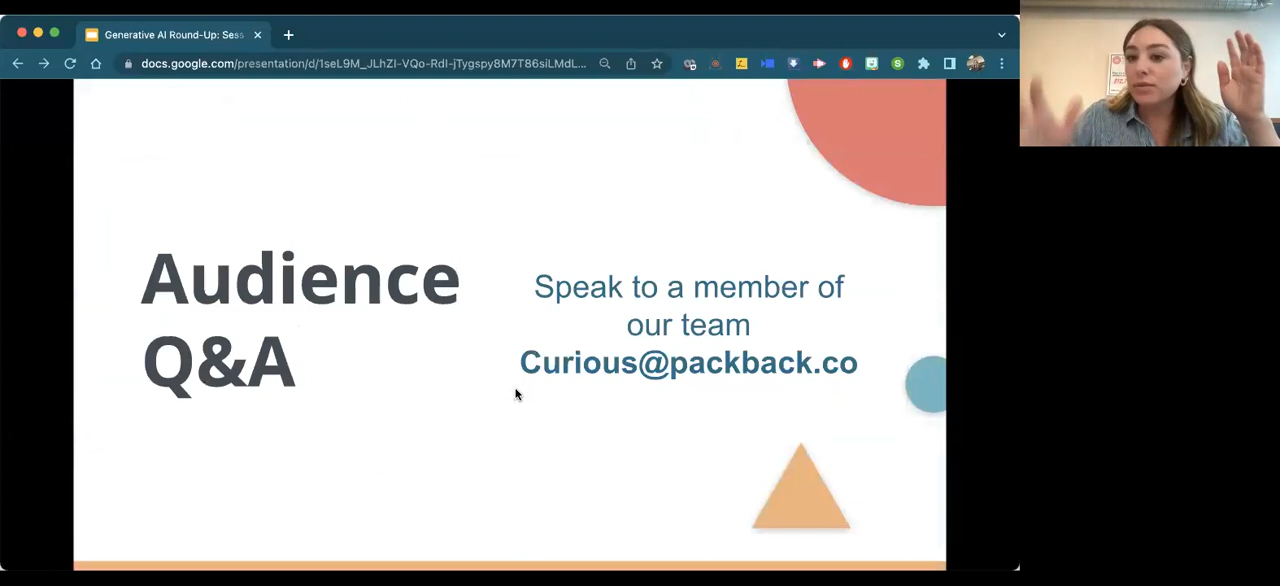 Generative AI Round-Up: Sess
docs.google.com/presentation/d/1seL9M_JLhZI-VQo-RdI-jTygspy8M7T86siLMdL...
Audience
Q&A
Speak to a member of
our team
Curious@packback.co